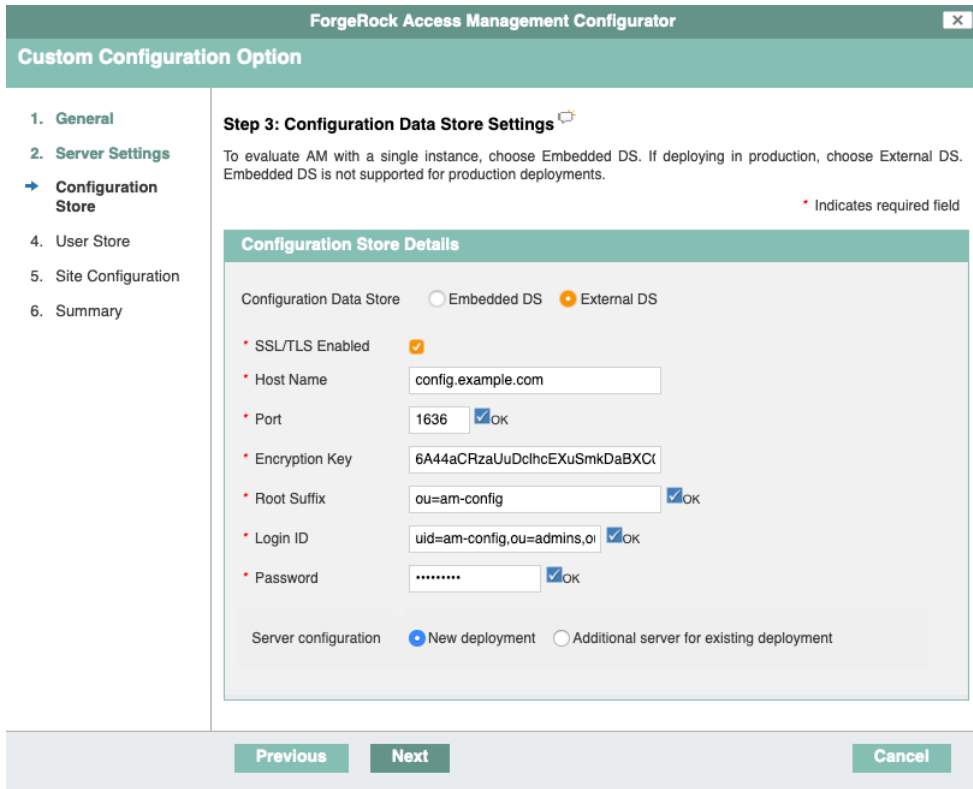 ForgeRock Access Management Configurator
Custom Configuration Option
1. General
2. Server Settings
Configuration
Store
4. User Store
5. Site Configuration
6. Summary
Step 3: Configuration Data Store Settings
To evaluate AM with a single instance, choose Embedded DS. If deploying in production, choose External DS.
Embedded DS is not supported for production deployments.
* Indicates required field
Configuration Store Details
Configuration Data Store Embedded DS External DS
* SSL/TLS Enabled
* Host Name config.example.com
* Port 1636 OK
* Encryption Key
* Root Suffix ou=am-config OK
* Login ID uid=am-config,ou=admins, OK
* Password ••••••••• OK
Server configuration New deployment Additional server for existing deployment
Previous Next Cancel